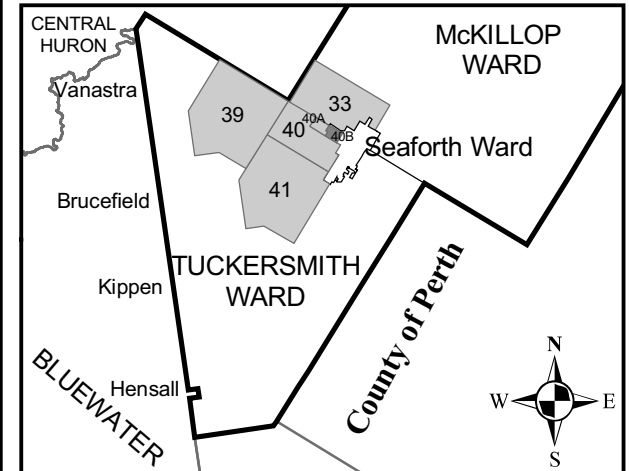 CENTRAL
HURON
McKILLOP
WARD
Vanastra
39
33
40
40A
40B
Seaforth Ward
41
Brucefield
TUCKERSMITH
WARD
Kippen
County of Perth
BLUEWATER
Hensall
N
W
E
S